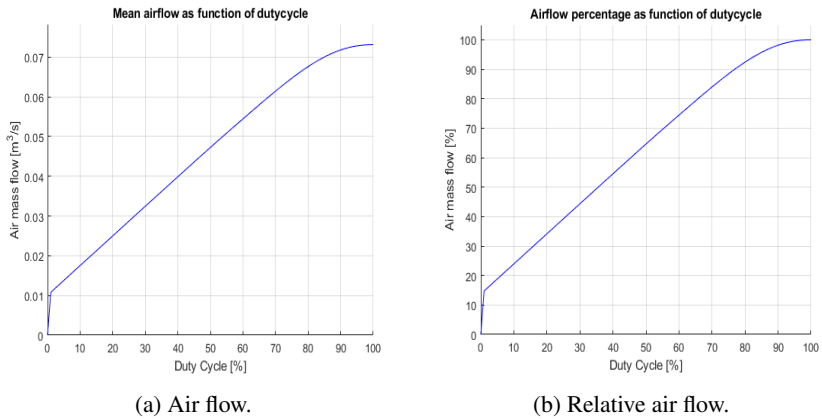 Mean airflow as function of dutycycle
Air mass flow [m³/s]
0.07
0.06
0.05
0.04
0.03
0.02
0.01
0
0 10 20 30 40 50 60 70 80 90 100
Duty Cycle [%]
(a) Air flow.
Airflow percentage as function of dutycycle
Air mass flow [%]
100
90
80
70
60
50
40
30
20
10
0
0 10 20 30 40 50 60 70 80 90 100
Duty Cycle [%]
(b) Relative air flow.